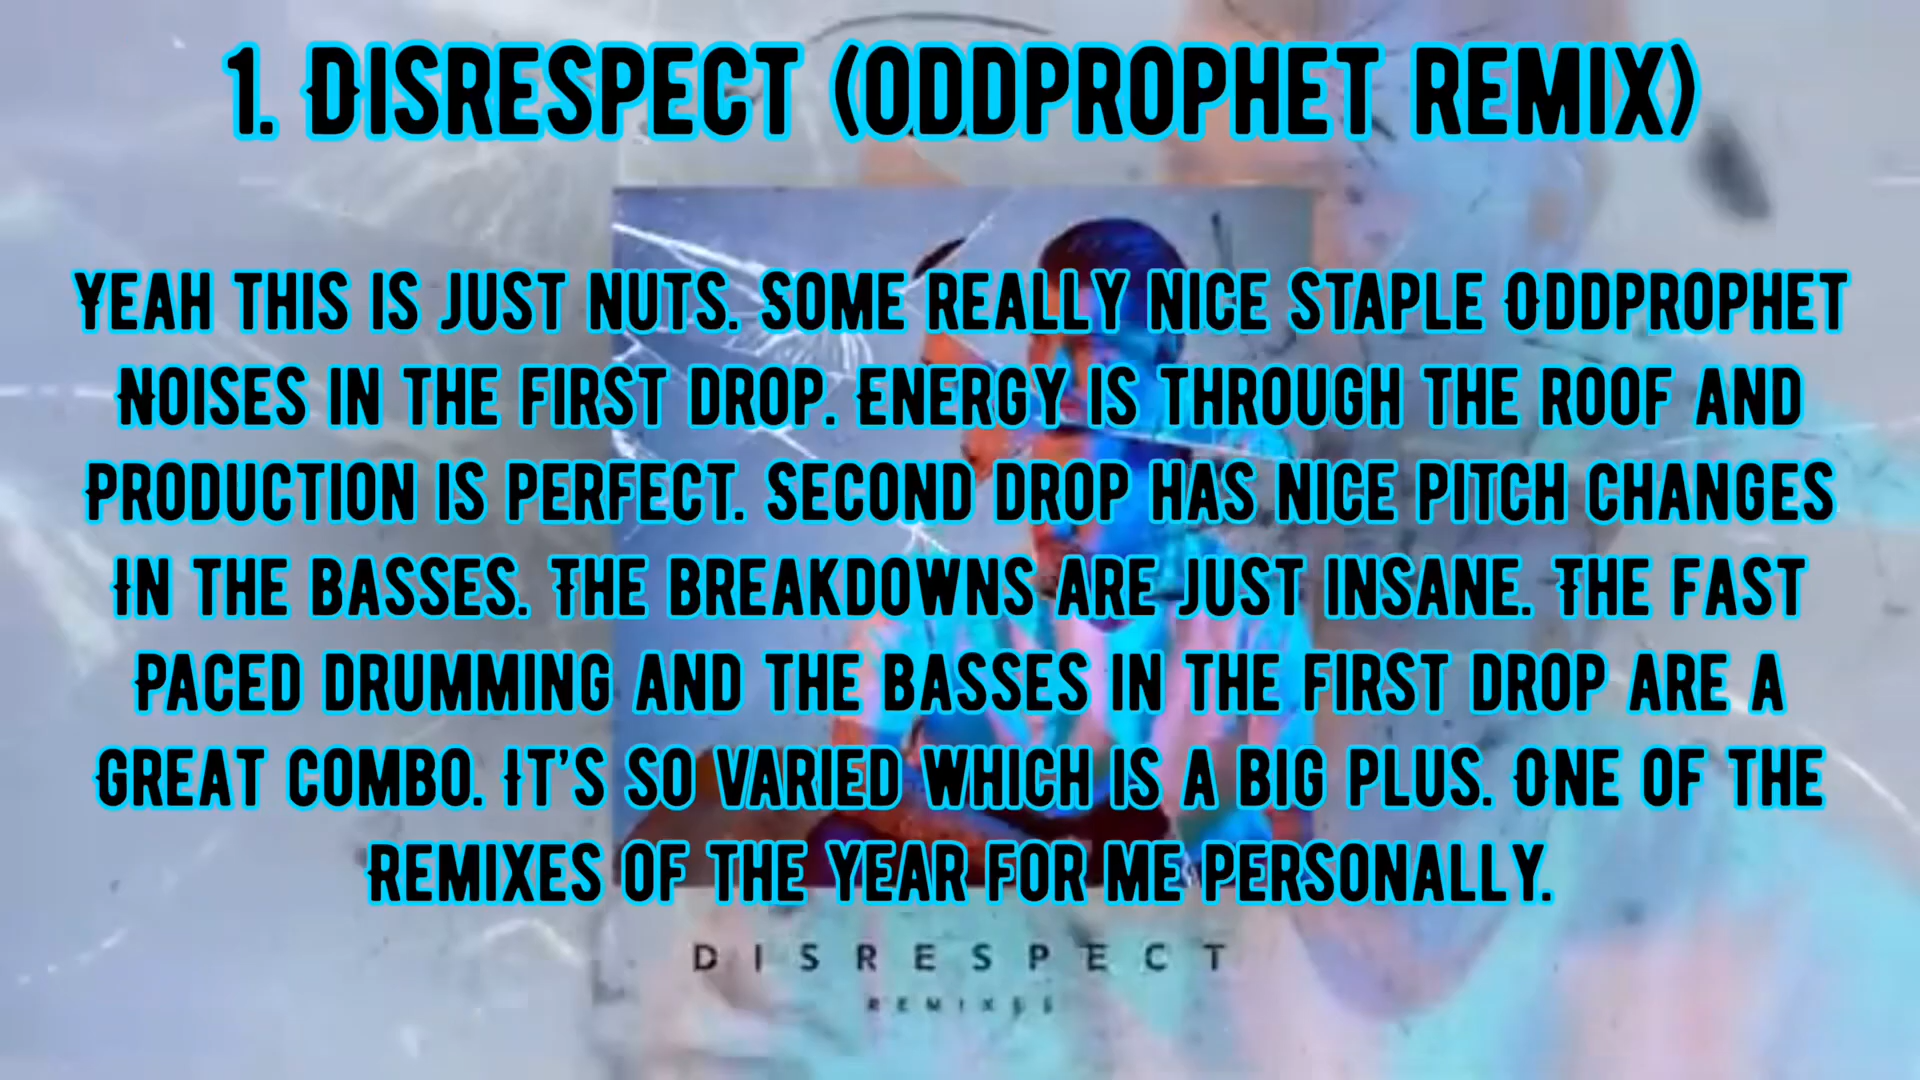 1. DISRESPECT (ODDPROPHET REMIX)
YEAH THIS IS JUST NUTS. SOME REALLY NICE STAPLE ODDPROPHET
NOISES IN THE FIRST DROP. ENERGY IS THROUGH THE ROOF AND
PRODUCTION IS PERFECT. SECOND DROP HAS NICE PITCH CHANGES
IN THE BASSES. THE BREAKDOWNS ARE JUST INSANE. THE FAST
PACED DRUMMING AND THE BASSES IN THE FIRST DROP ARE A
GREAT COMBO. IT'S SO VARIED WHICH IS A BIG PLUS. ONE OF THE
REMIXES OF THE YEAR FOR ME PERSONALLY.
DISRESPECT
REMIXES